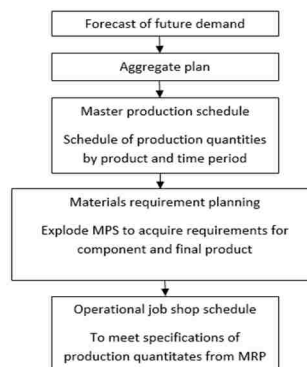 Forecast of future demand
Aggregate plan
Master production schedule
Schedule of production quantities
by product and time period
Materials requirement planning
Explode MPS to acquire requirements for
component and final product
Operational job shop schedule
To meet specifications of
production quantitates from MRP